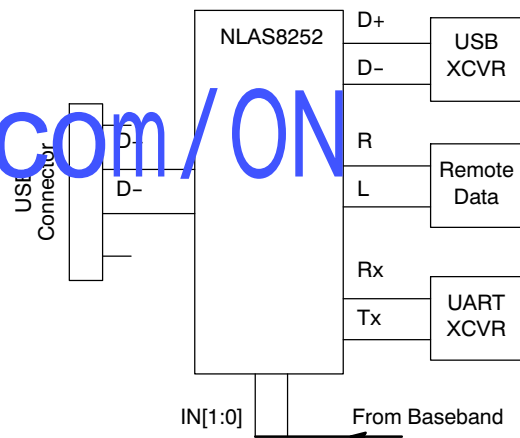 NLAS8252
D+
D−
USB
XCVR
com/ON
D−
D−
USB
Connector
R
L
Remote
Data
Rx
Tx
UART
XCVR
IN[1:0]
From Baseband